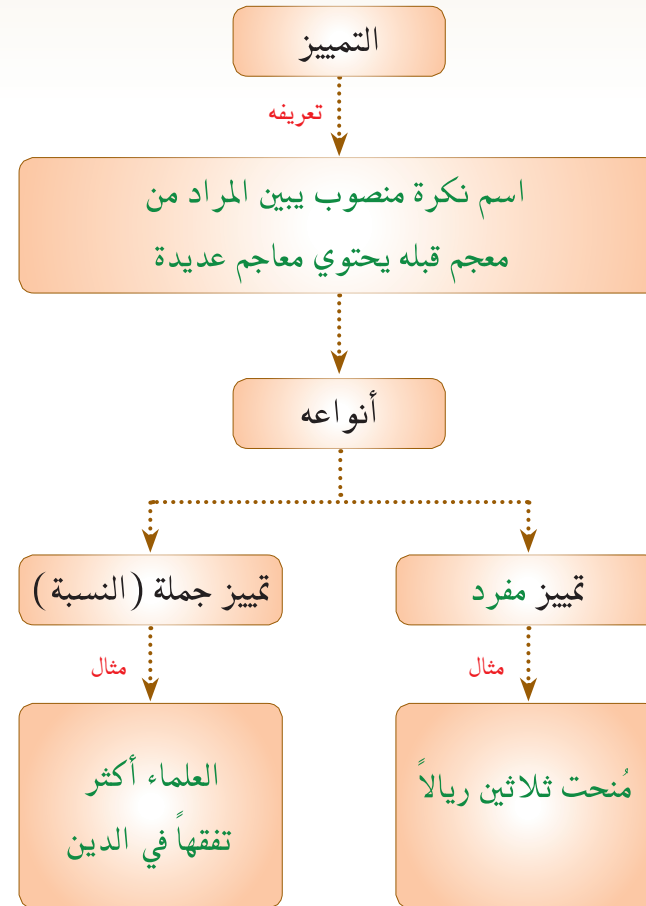 التمييز
تعريفه
اسم نكرة منصوب يبين المراد من
معجم قبله يحتوي معاجم عديدة
أنواعه
تمييز مفرد
تمييز جملة (النسبة)
مثال
مثال
مُنحت ثلاثين ريالاً
العلماء أكثر
تفقهاً في الدين